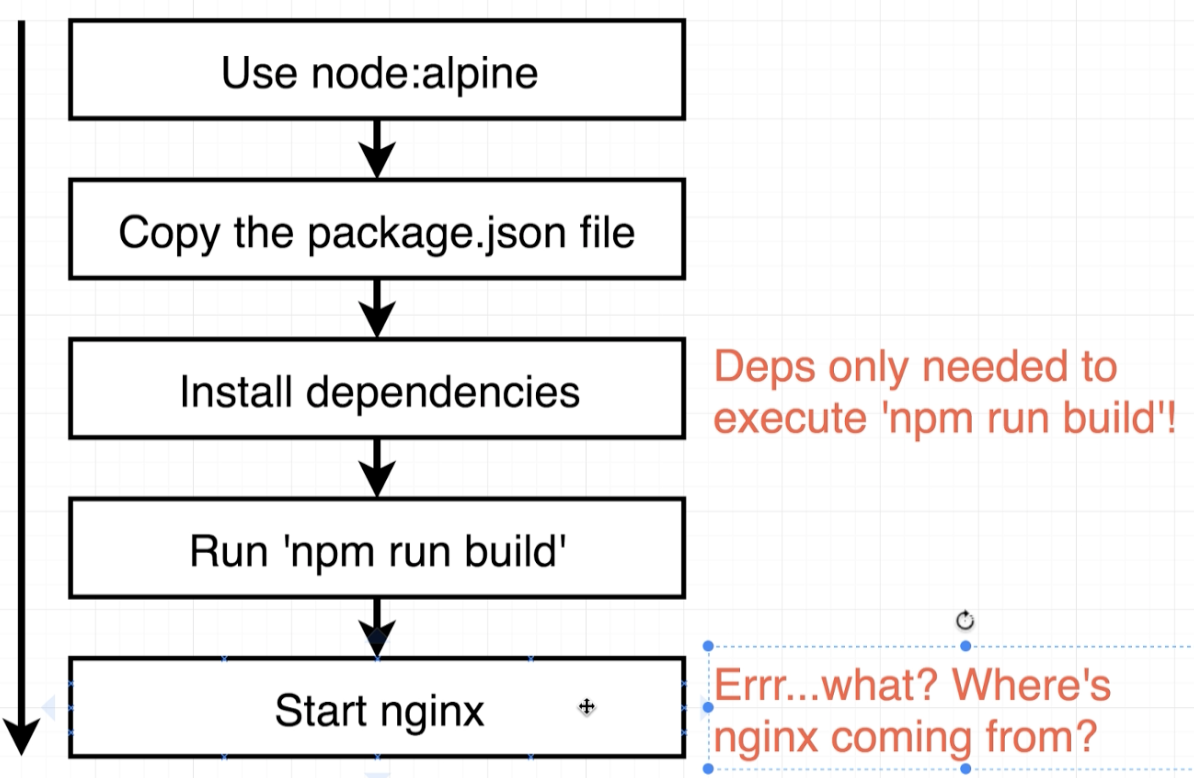 Use node:alpine
Copy the package.json file
Install dependencies
Deps only needed to
execute 'npm run build'!
Run 'npm run build'
Start nginx
Errr...what? Where's
nginx coming from?